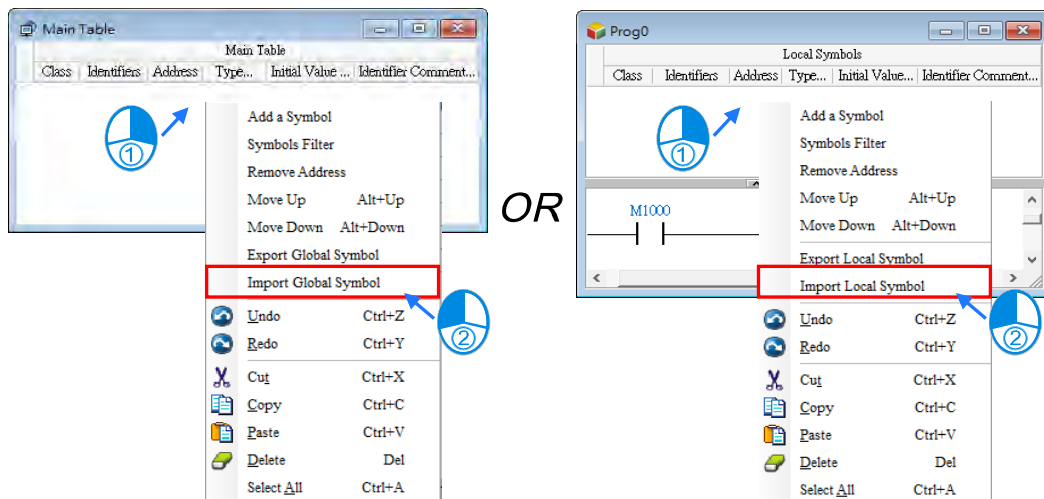 Main Table
Main Table
Class Identifiers Address Type... Initial Value ... Identifier Comment...
①
Add a Symbol
Symbols Filter
Remove Address
Move Up Alt+Up
Move Down Alt+Down
Export Global Symbol
Import Global Symbol
②
Undo Ctrl+Z
Redo Ctrl+Y
Cut Ctrl+X
Copy Ctrl+C
Paste Ctrl+V
Delete Del
Select All Ctrl+A
OR
Prog0
Local Symbols
Class Identifiers Address Type... Initial Value... Identifier Comment...
①
M1000
Add a Symbol
Symbols Filter
Remove Address
Move Up Alt+Up
Move Down Alt+Down
Export Local Symbol
Import Local Symbol
②
Undo Ctrl+Z
Redo Ctrl+Y
Cut Ctrl+X
Copy Ctrl+C
Paste Ctrl+V
Delete Del
Select All Ctrl+A